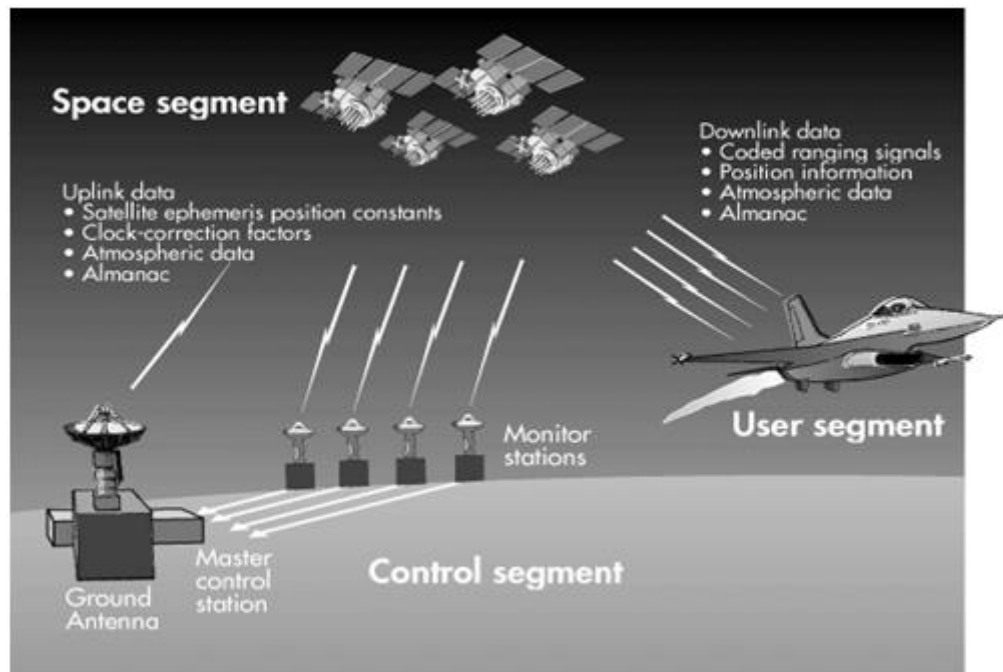 Space segment
Uplink data
• Satellite ephemeris position constants
• Clock-correction factors
• Atmospheric data
• Almanac
Downlink data
• Coded ranging signals
• Position information
• Atmospheric data
• Almanac
User segment
Monitor
stations
Master
control
station
Control segment
Ground
Antenna